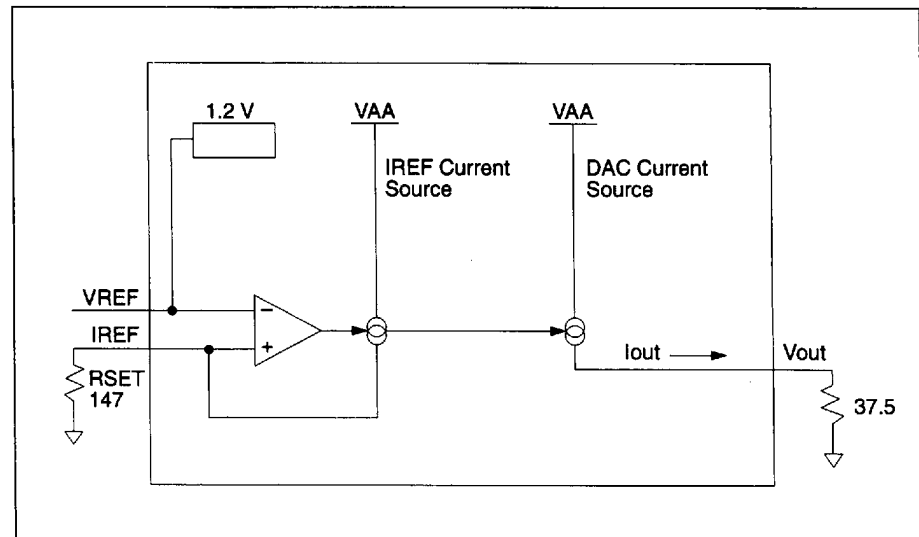 1.2 V
VAA
VAA
IREF Current
Source
DAC Current
Source
VREF
−
IREF
+
RSET
147
Iout
Vout
37.5